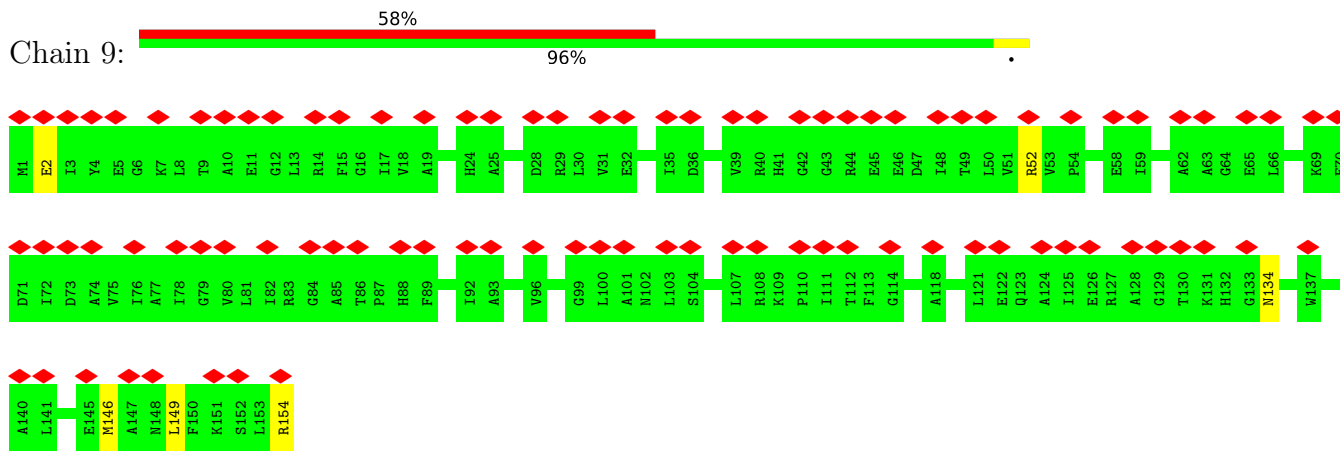 58%
Chain 9:
96%
.
M1 E2 I3 Y4 E5 G6 K7 L8 T9 A10 E11 G12 L13 R14 F15 G16 I17 V18 A19 H24 A25 D28 R29 L30 V31 E32 I35 D36 V39 R40 H41 G42 G43 R44 E45 E46 D47 I48 T49 L50 V51 R52 V53 P54 E58 I59 A62 A63 G64 E65 L66 K69 E70
D71 I72 D73 A74 V75 I76 A77 I78 G79 V80 L81 I82 R83 G84 A85 T86 P87 H88 F89 I92 A93 V96 G99 L100 A101 N102 L103 S104 L107 R108 K109 P110 I111 T112 F113 G114 A118 L121 E122 Q123 A124 I125 E126 R127 A128 G129 T130 K131 H132 G133 N134 W137
A140 L141 E145 M146 A147 N148 L149 F150 K151 S152 L153 R154